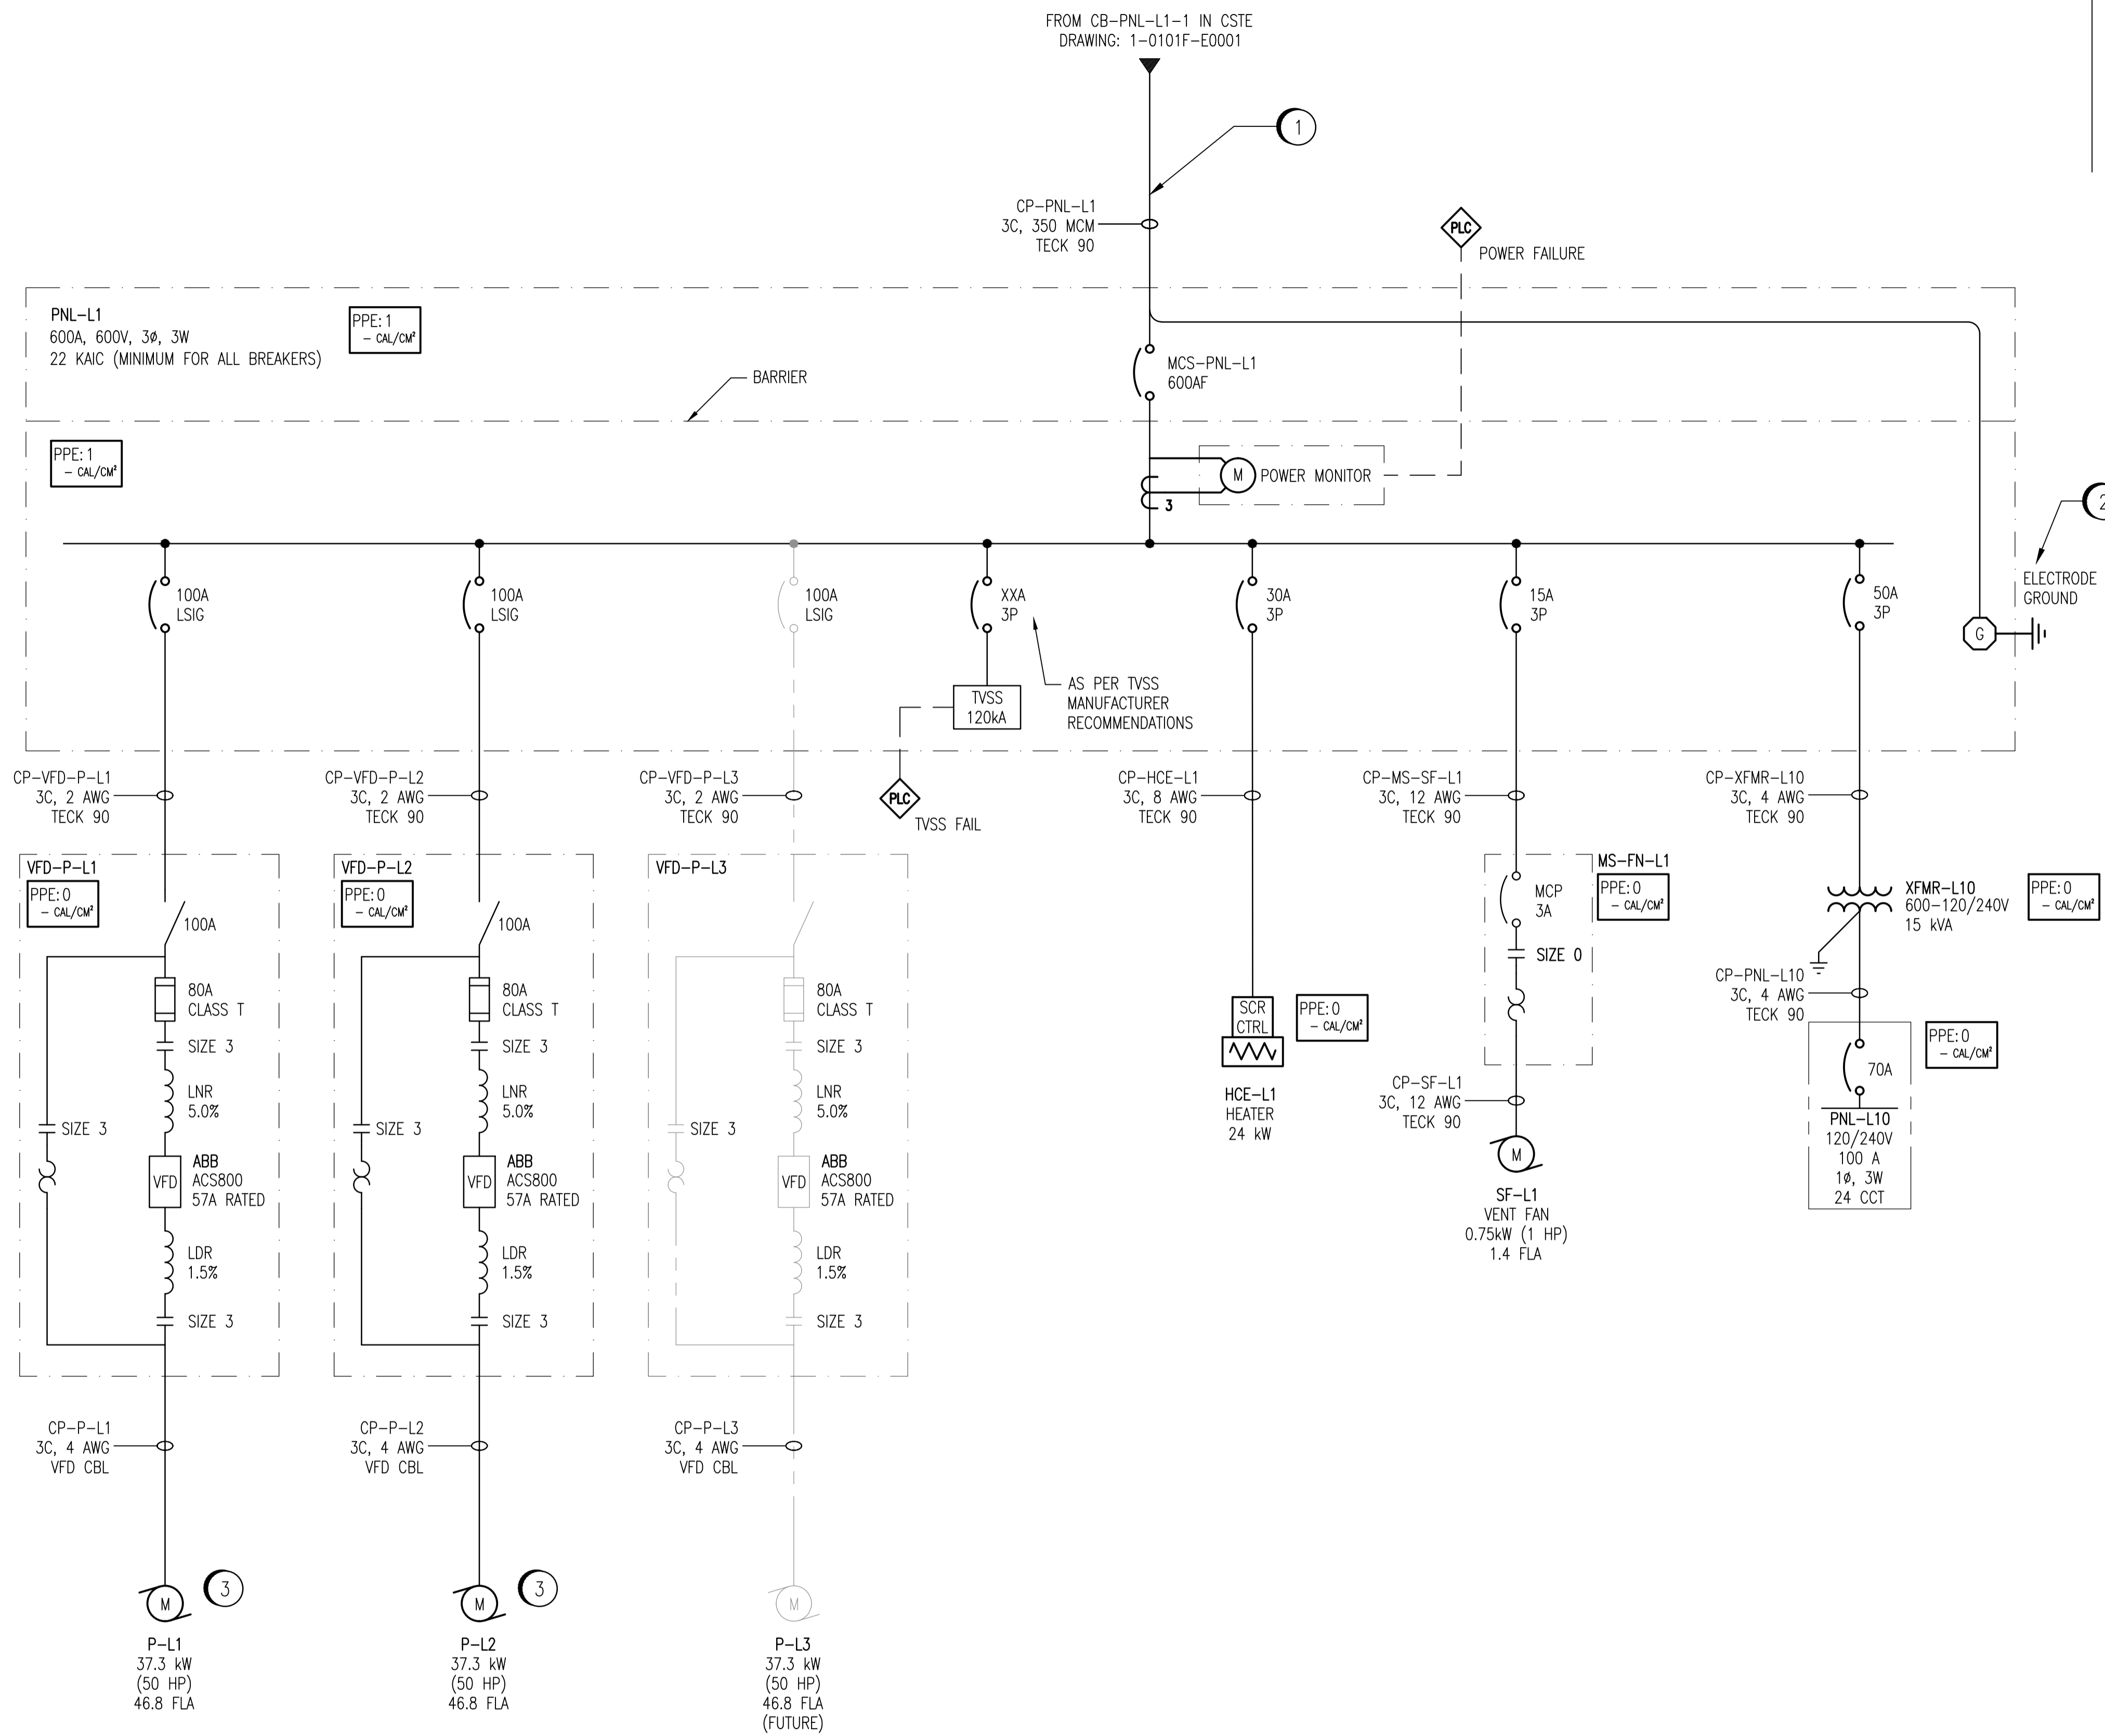 FROM CB-PNL-L1-1 IN CSTE
DRAWING: 1-0101F-E0001
1
CP-PNL-L1
3C, 350 MCM
TECK 90
PLC
POWER FAILURE
PNL-L1
600A, 600V, 3ø, 3W
22 KAIC (MINIMUM FOR ALL BREAKERS)
PPE: 1
- CAL/CM²
BARRIER
MCS-PNL-L1
600AF
PPE: 1
- CAL/CM²
M
POWER MONITOR
3
2
ELECTRODE
GROUND
G
100A
LSIG
100A
LSIG
100A
LSIG
XXA
3P
30A
3P
15A
3P
50A
3P
TVSS
120kA
AS PER TVSS
MANUFACTURER
RECOMMENDATIONS
PLC
TVSS FAIL
CP-VFD-P-L1
3C, 2 AWG
TECK 90
CP-VFD-P-L2
3C, 2 AWG
TECK 90
CP-VFD-P-L3
3C, 2 AWG
TECK 90
CP-HCE-L1
3C, 8 AWG
TECK 90
CP-MS-SF-L1
3C, 12 AWG
TECK 90
CP-XFMR-L10
3C, 4 AWG
TECK 90
VFD-P-L1
PPE: 0
- CAL/CM²
100A
80A
CLASS T
SIZE 3
LNR
5.0%
SIZE 3
VFD
ABB
ACS800
57A RATED
LDR
1.5%
SIZE 3
CP-P-L1
3C, 4 AWG
VFD CBL
M
3
P-L1
37.3 kW
(50 HP)
46.8 FLA
VFD-P-L2
PPE: 0
- CAL/CM²
100A
80A
CLASS T
SIZE 3
LNR
5.0%
SIZE 3
VFD
ABB
ACS800
57A RATED
LDR
1.5%
SIZE 3
CP-P-L2
3C, 4 AWG
VFD CBL
M
3
P-L2
37.3 kW
(50 HP)
46.8 FLA
VFD-P-L3
80A
CLASS T
SIZE 3
LNR
5.0%
SIZE 3
VFD
ABB
ACS800
57A RATED
LDR
1.5%
SIZE 3
CP-P-L3
3C, 4 AWG
VFD CBL
M
P-L3
37.3 kW
(50 HP)
46.8 FLA
(FUTURE)
SCR
CTRL
PPE: 0
- CAL/CM²
HCE-L1
HEATER
24 kW
MS-FN-L1
PPE: 0
- CAL/CM²
MCP
3A
SIZE 0
CP-SF-L1
3C, 12 AWG
TECK 90
M
SF-L1
VENT FAN
0.75kW (1 HP)
1.4 FLA
XFMR-L10
600-120/240V
15 kVA
PPE: 0
- CAL/CM²
CP-PNL-L10
3C, 4 AWG
TECK 90
PPE: 0
- CAL/CM²
70A
PNL-L10
120/240V
100 A
1ø, 3W
24 CCT